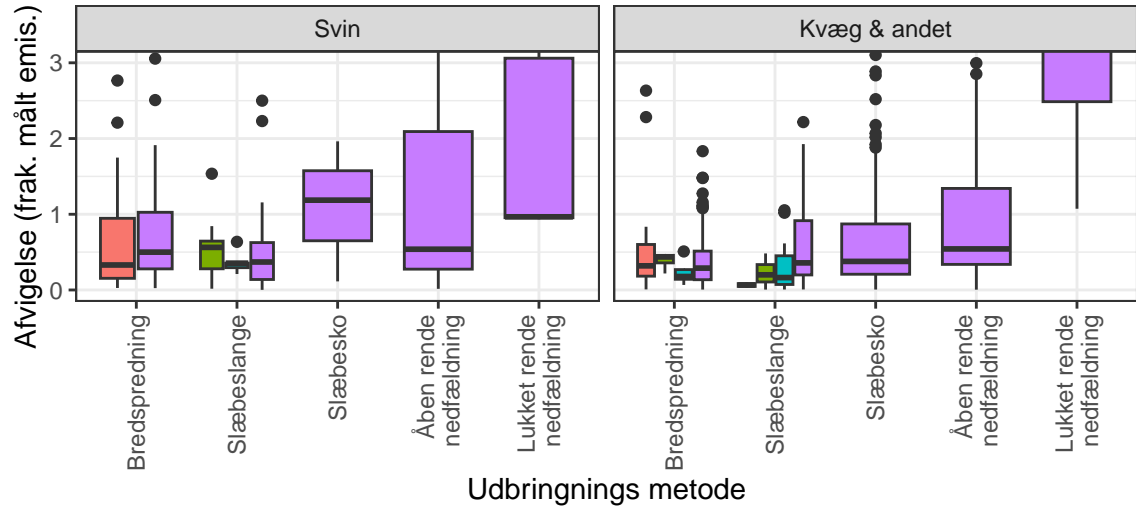 Svin
Kvæg & andet
Afvigelse (frak. målt emis.)
3
2
1
0
Bredspredning
Slæbeslange
Slæbesko
Åben rende
nedfældning
Lukket rende
nedfældning
Bredspredning
Slæbeslange
Slæbesko
Åben rende
nedfældning
Lukket rende
nedfældning
Udbringnings metode